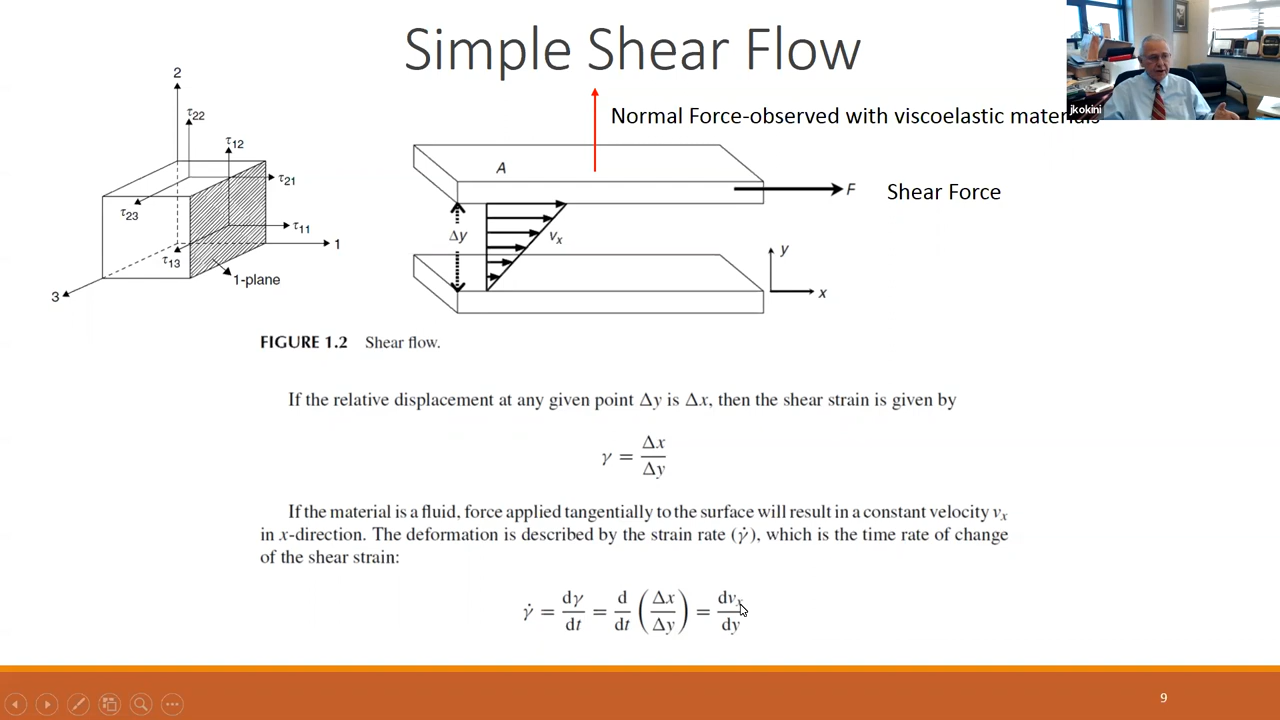 Simple Shear Flow
jkokini
Normal Force-observed with viscoelastic materials
2
τ22
τ12
τ21
τ23
τ11
τ13
1
1-plane
3
A
F
Shear Force
Δy
vx
y
x
FIGURE 1.2 Shear flow.
If the relative displacement at any given point Δy is Δx, then the shear strain is given by
γ = Δx/Δy
If the material is a fluid, force applied tangentially to the surface will result in a constant velocity vx
in x-direction. The deformation is described by the strain rate (γ̇), which is the time rate of change
of the shear strain:
γ̇ = dγ/dt = d/dt (Δx/Δy) = dvx/dy
9